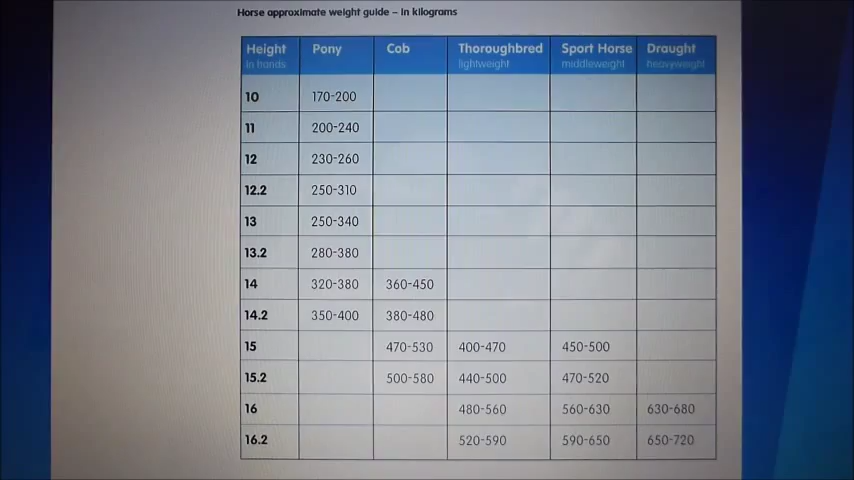 Horse approximate weight guide – in kilograms
Height Pony Cob Thoroughbred Sport Horse Draught
in hands lightweight middleweight heavyweight
10 170-200
11 200-240
12 230-260
12.2 250-310
13 250-340
13.2 280-380
14 320-380 360-450
14.2 350-400 380-480
15 470-530 400-470 450-500
15.2 500-580 440-500 470-520
16 480-560 560-630 630-680
16.2 520-590 590-650 650-720